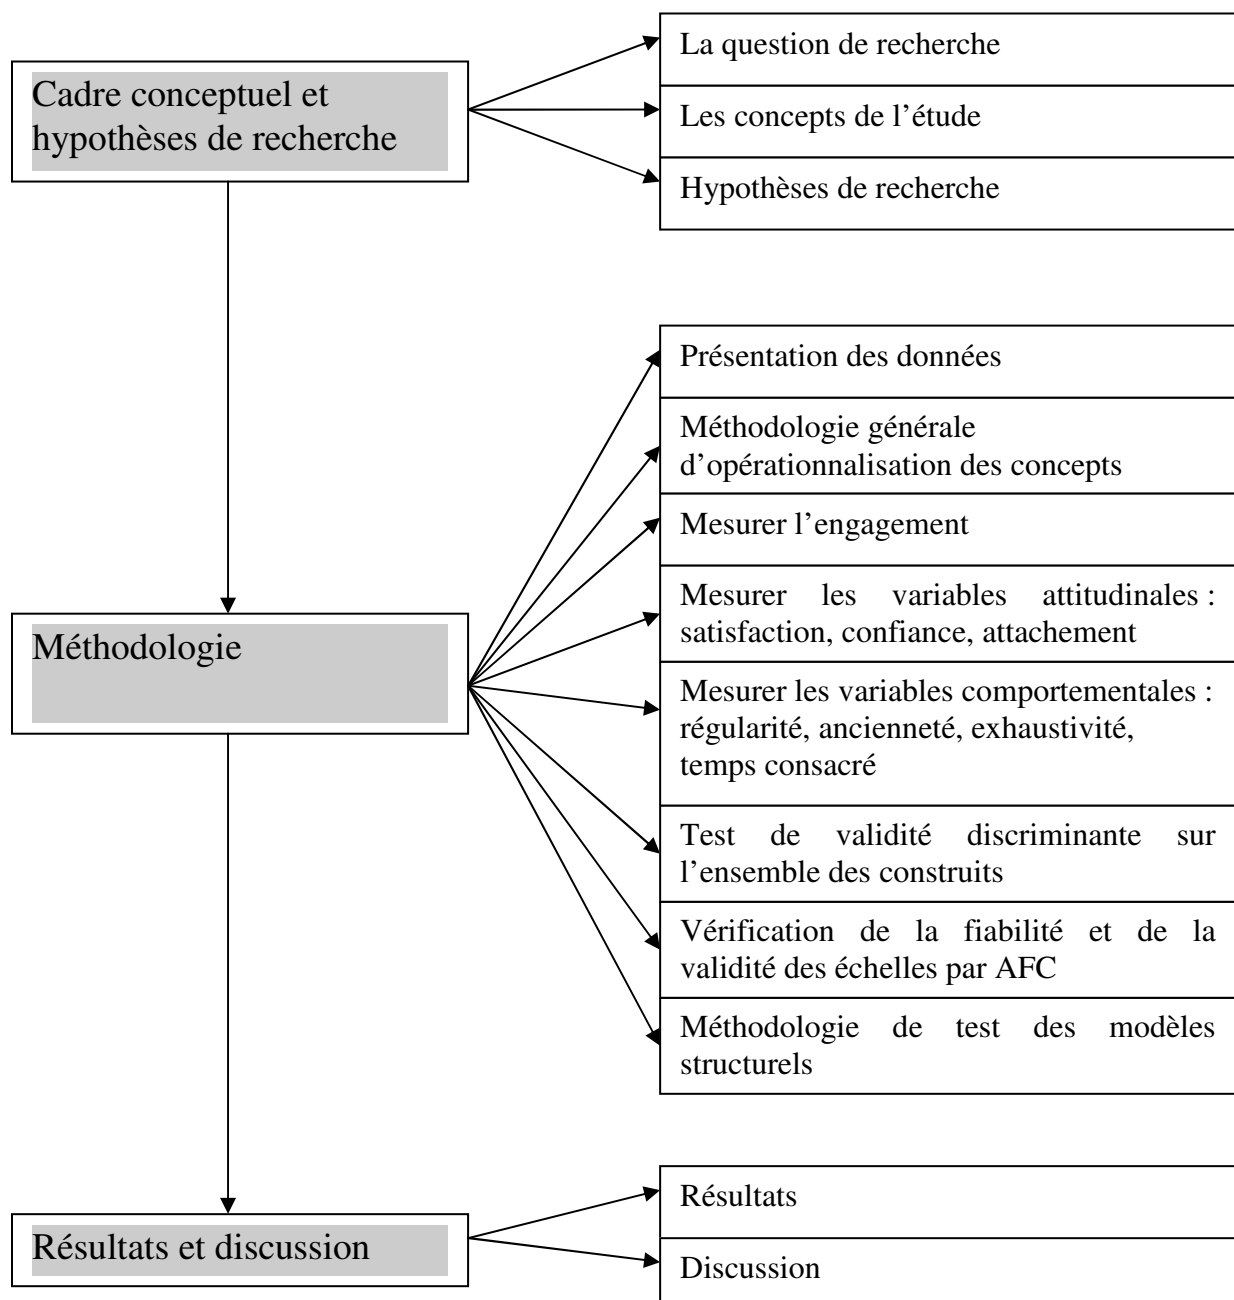 Cadre conceptuel et
hypothèses de recherche
La question de recherche
Les concepts de l’étude
Hypothèses de recherche
Méthodologie
Présentation des données
Méthodologie générale
d’opérationnalisation des concepts
Mesurer l’engagement
Mesurer les variables attitudinales :
satisfaction, confiance, attachement
Mesurer les variables comportementales :
régularité, ancienneté, exhaustivité,
temps consacré
Test de validité discriminante sur
l’ensemble des construits
Vérification de la fiabilité et de la
validité des échelles par AFC
Méthodologie de test des modèles
structurels
Résultats et discussion
Résultats
Discussion